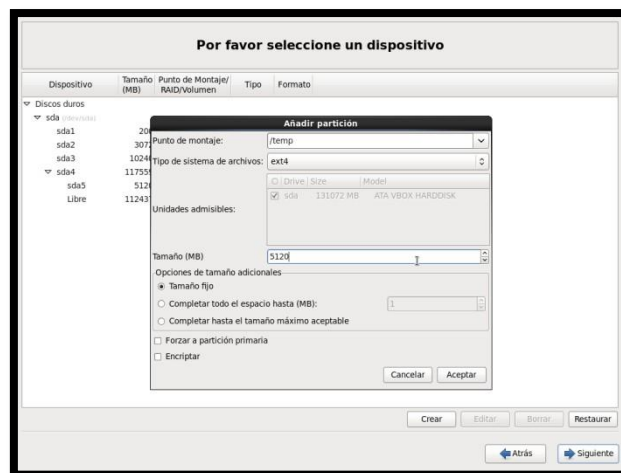 Por favor seleccione un dispositivo
Dispositivo Tamaño (MB) Punto de Montaje/ RAID/Volumen Tipo Formato
Discos duros
sda (/dev/sda)
sda1
sda2
sda3
sda4
sda5
Libre
Añadir partición
Punto de montaje: /temp
Tipo de sistema de archivos: ext4
Drive Size Model
sda 131072 MB ATA VBOX HARDDISK
Unidades admisibles:
Tamaño (MB) 5120
Opciones de tamaño adicionales
Tamaño fijo
Completar todo el espacio hasta (MB): 1
Completar hasta el tamaño máximo aceptable
Forzar a partición primaria
Encriptar
Cancelar Aceptar
Crear Editar Borrar Restaurar
Atrás Siguiente